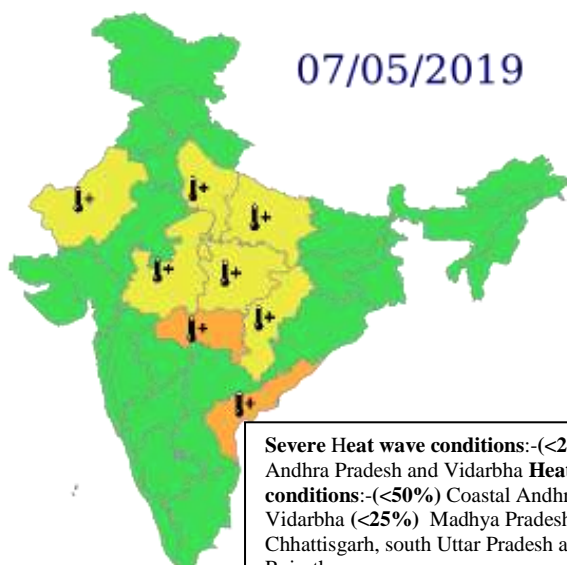 07/05/2019
Severe Heat wave conditions:-(<2
Andhra Pradesh and Vidarbha Heat
conditions:-(<50%) Coastal Andhr
Vidarbha (<25%) Madhya Pradesh
Chhattisgarh, south Uttar Pradesh a